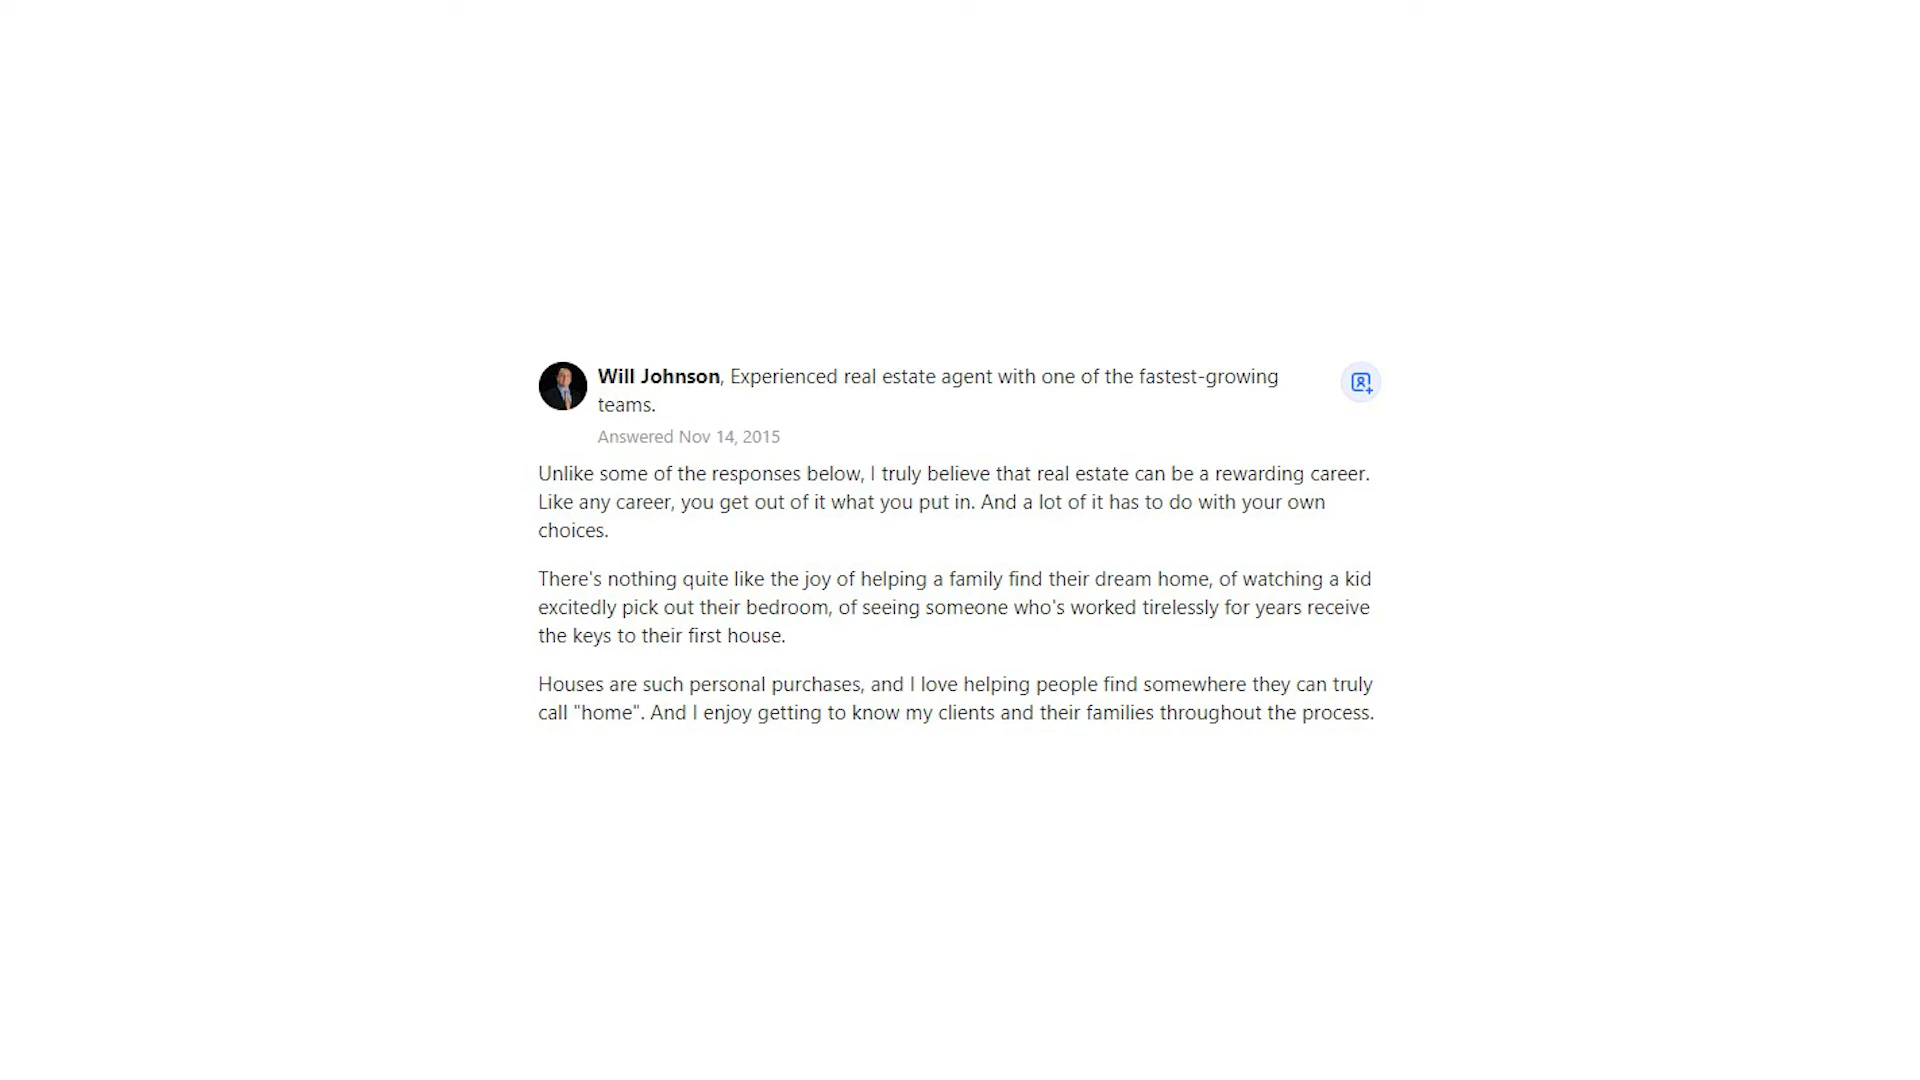 Will Johnson, Experienced real estate agent with one of the fastest-growing
teams.
Answered Nov 14, 2015
Unlike some of the responses below, I truly believe that real estate can be a rewarding career.
Like any career, you get out of it what you put in. And a lot of it has to do with your own
choices.
There's nothing quite like the joy of helping a family find their dream home, of watching a kid
excitedly pick out their bedroom, of seeing someone who's worked tirelessly for years receive
the keys to their first house.
Houses are such personal purchases, and I love helping people find somewhere they can truly
call "home". And I enjoy getting to know my clients and their families throughout the process.